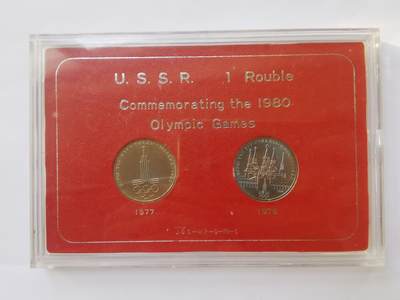 U. S. S. R. 1 Rouble
Commemorating the 1980
Olympic Games
1977
1978